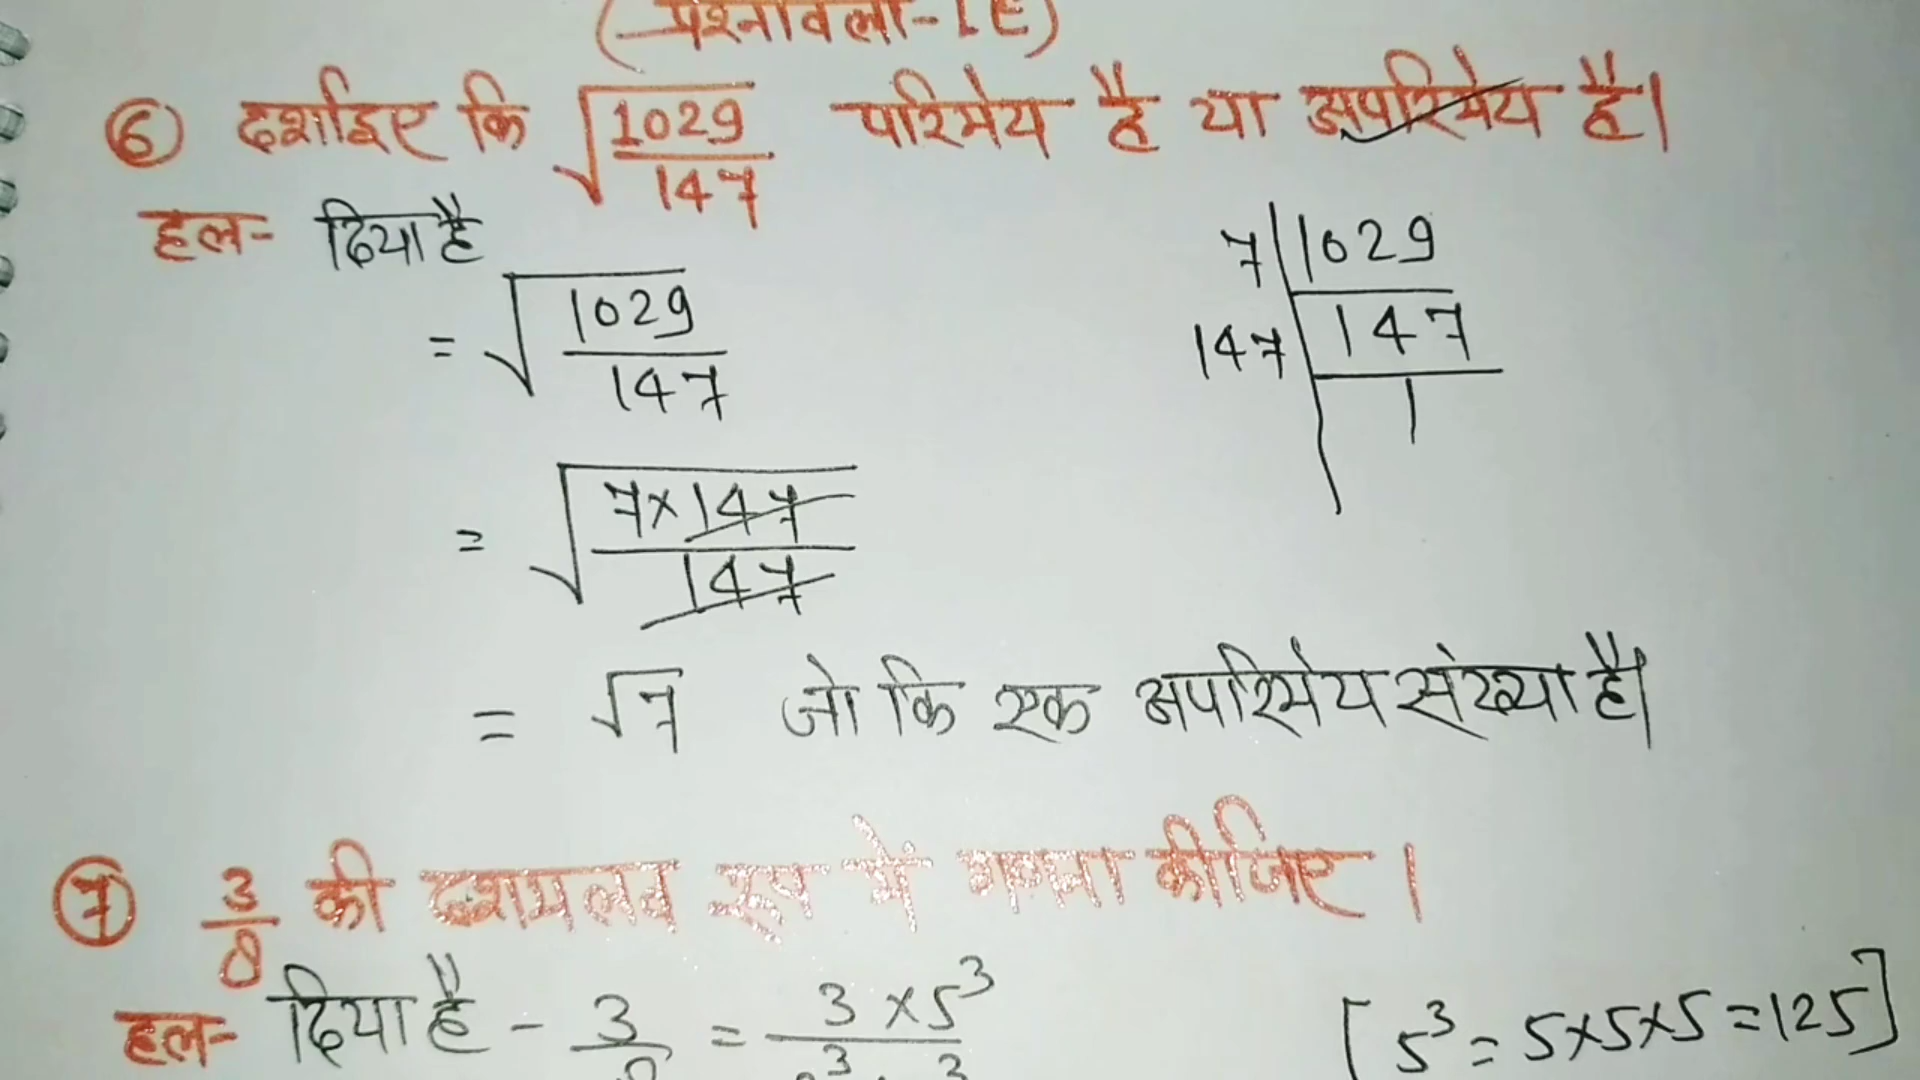 (प्रश्नावली-1E)
⑥ दर्शाइए कि √1029/147 परिमेय है या अपरिमेय है।
हल- दिया है
= √1029/147
7 | 1029
147 | 147
1
= √7×147/147
= √7 जो कि एक अपरिमेय संख्या है।
⑦ 3/8 की दशमलव रूप में गणना कीजिए।
हल- दिया है - 3/8 = 3×5³
[5³ = 5×5×5 = 125]